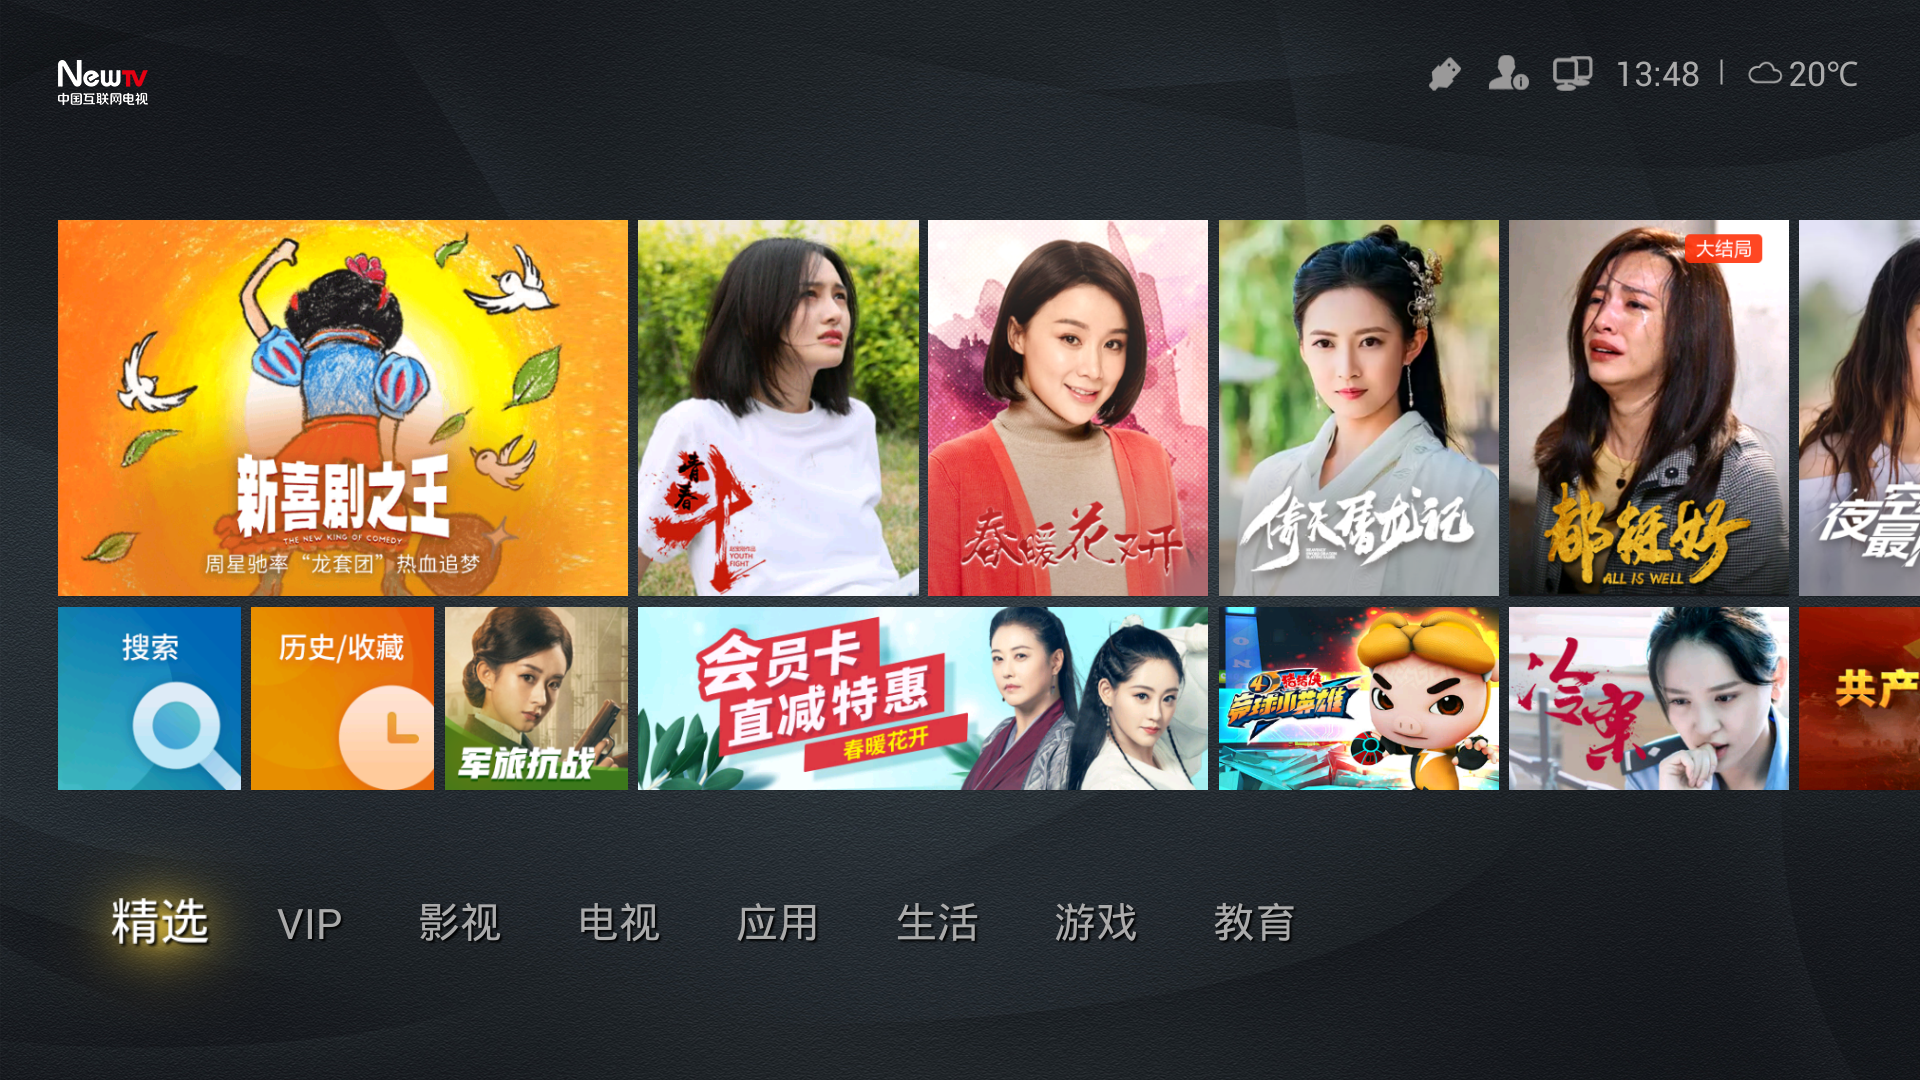 NewTV
中国互联网电视
13:48
20℃
新喜剧之王
THE NEW KING OF COMEDY
周星驰率“龙套团”热血追梦
青春
斗
YOUTH
FIGHT
春暖花又开
倚天屠龙记
大结局
都挺好
ALL IS WELL
夜空
最
搜索
历史/收藏
军旅抗战
会员卡
直减特惠
春暖花开
猪猪侠
竞球小英雄
冷案
共产
精选
VIP
影视
电视
应用
生活
游戏
教育